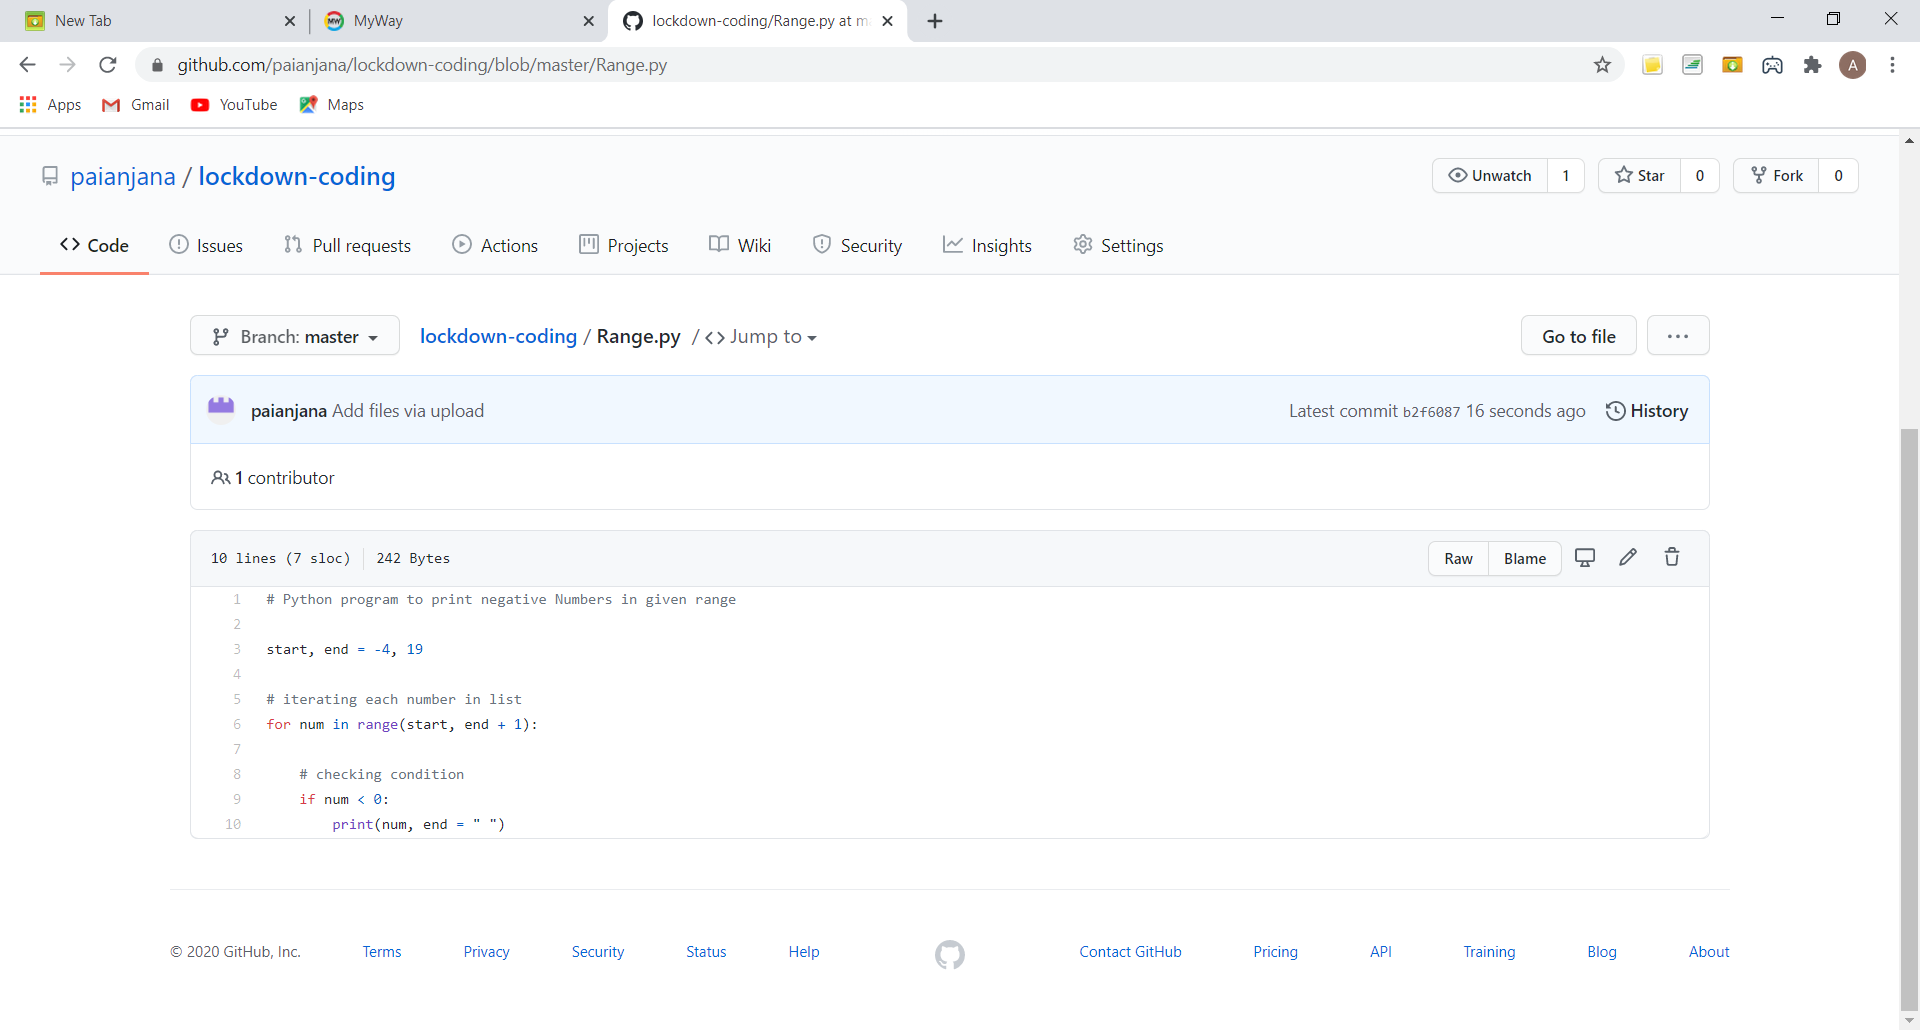 New Tab
MyWay
lockdown-coding/Range.py at m
github.com/paianjana/lockdown-coding/blob/master/Range.py
A
Apps
Gmail
YouTube
Maps
paianjana / lockdown-coding
Unwatch 1
Star 0
Fork 0
Code
Issues
Pull requests
Actions
Projects
Wiki
Security
Insights
Settings
Branch: master
lockdown-coding / Range.py / <> Jump to
Go to file
...
paianjana Add files via upload
Latest commit b2f6087 16 seconds ago
History
1 contributor
10 lines (7 sloc) 242 Bytes
Raw
Blame
1 # Python program to print negative Numbers in given range
2
3 start, end = -4, 19
4
5 # iterating each number in list
6 for num in range(start, end + 1):
7
8 # checking condition
9 if num < 0:
10 print(num, end = " ")
© 2020 GitHub, Inc.
Terms
Privacy
Security
Status
Help
Contact GitHub
Pricing
API
Training
Blog
About